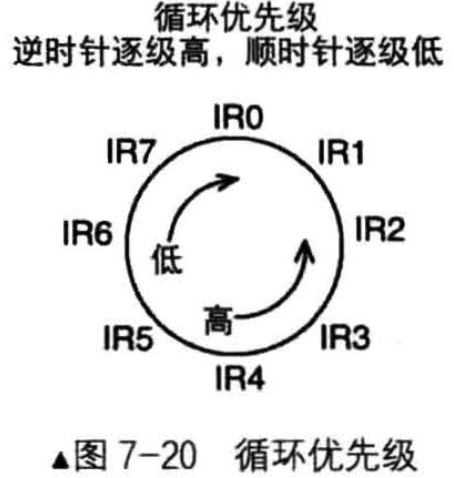 循环优先级
逆时针逐级高，顺时针逐级低
IR0
IR7
IR1
IR6
IR2
低
高
IR5
IR3
IR4
▲图 7-20 循环优先级